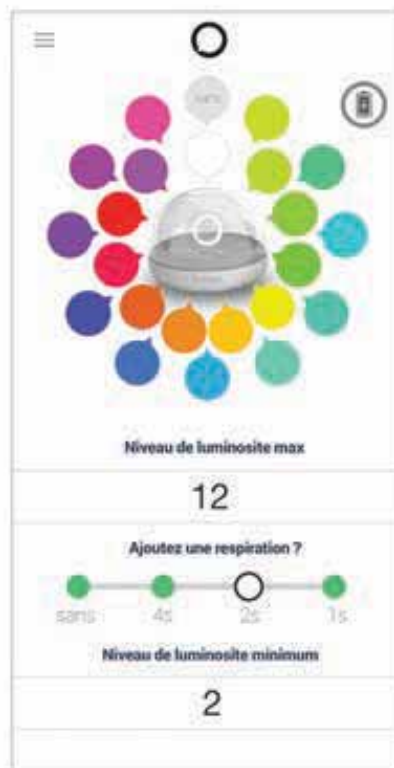 Niveau de luminosite max
12
Ajoutez une respiration ?
sans 4s 2s 1s
Niveau de luminosite minimum
2